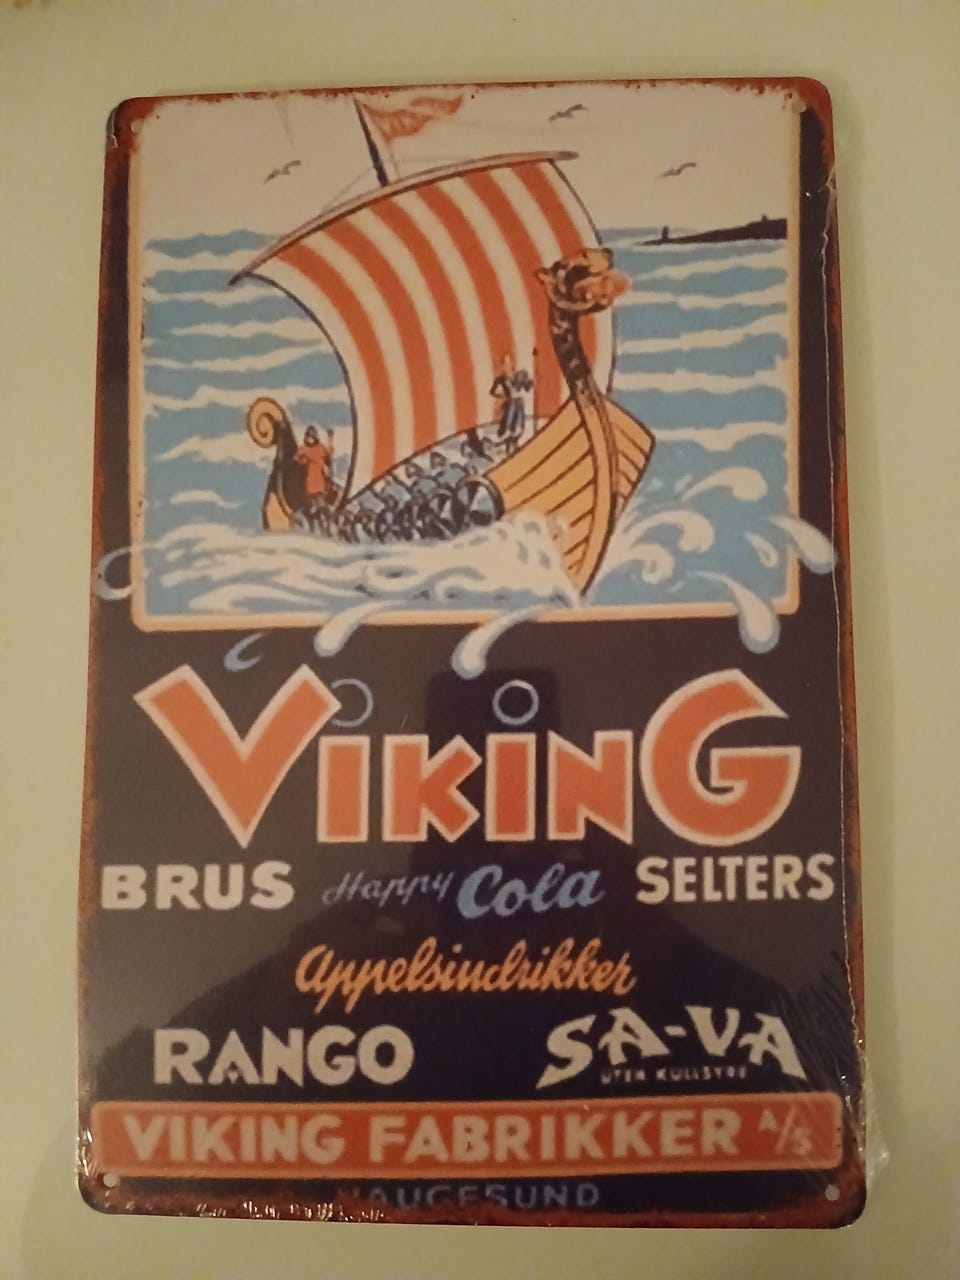 VIKING
BRUS Happy Cola SELTERS
Appelsindrikker
RANGO SA-VA
UTEN KULLSYRE
VIKING FABRIKKER A/S
HAUGESUND